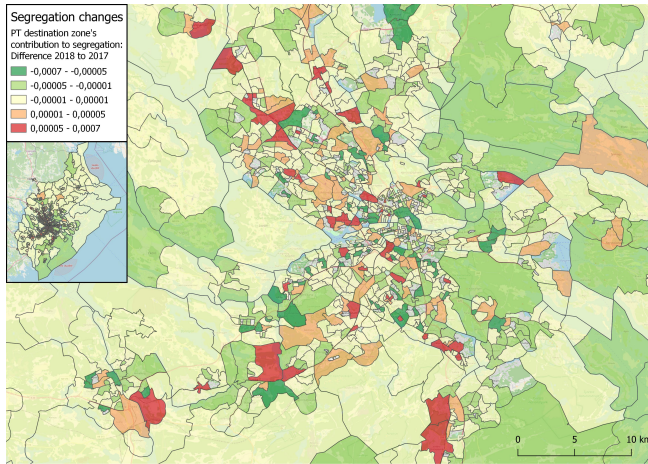 Segregation changes
PT destination zone's
contribution to segregation:
Difference 2018 to 2017
-0,0007 - -0,00005
-0,00005 - -0,00001
-0,00001 - 0,00001
0,00001 - 0,00005
0,00005 - 0,0007
0 5 10 km